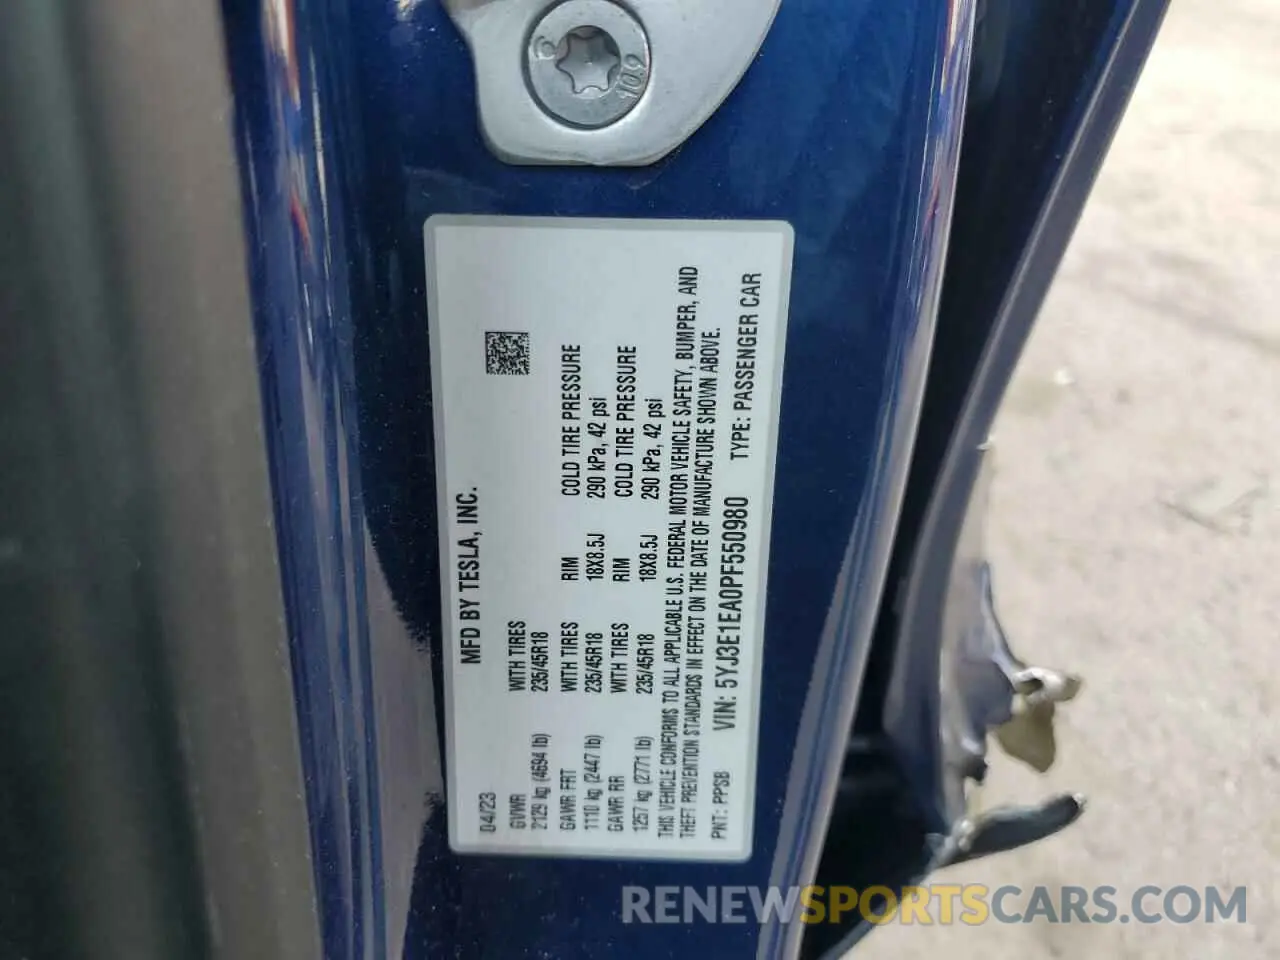 6
10.9
MFD BY TESLA, INC.
04/23
GVWR WITH TIRES
2129 kg (4694 lb) 235/45R18
GAWR FRT WITH TIRES RIM COLD TIRE PRESSURE
1110 kg (2447 lb) 235/45R18 18X8.5J 290 kPa, 42 psi
GAWR RR WITH TIRES RIM COLD TIRE PRESSURE
1257 kg (2771 lb) 235/45R18 18X8.5J 290 kPa, 42 psi
THIS VEHICLE CONFORMS TO ALL APPLICABLE U.S. FEDERAL MOTOR VEHICLE SAFETY, BUMPER, AND
THEFT PREVENTION STANDARDS IN EFFECT ON THE DATE OF MANUFACTURE SHOWN ABOVE.
PNT: PPSB VIN: 5YJ3E1EA0PF550980 TYPE: PASSENGER CAR
RENEWSPORTSCARS.COM